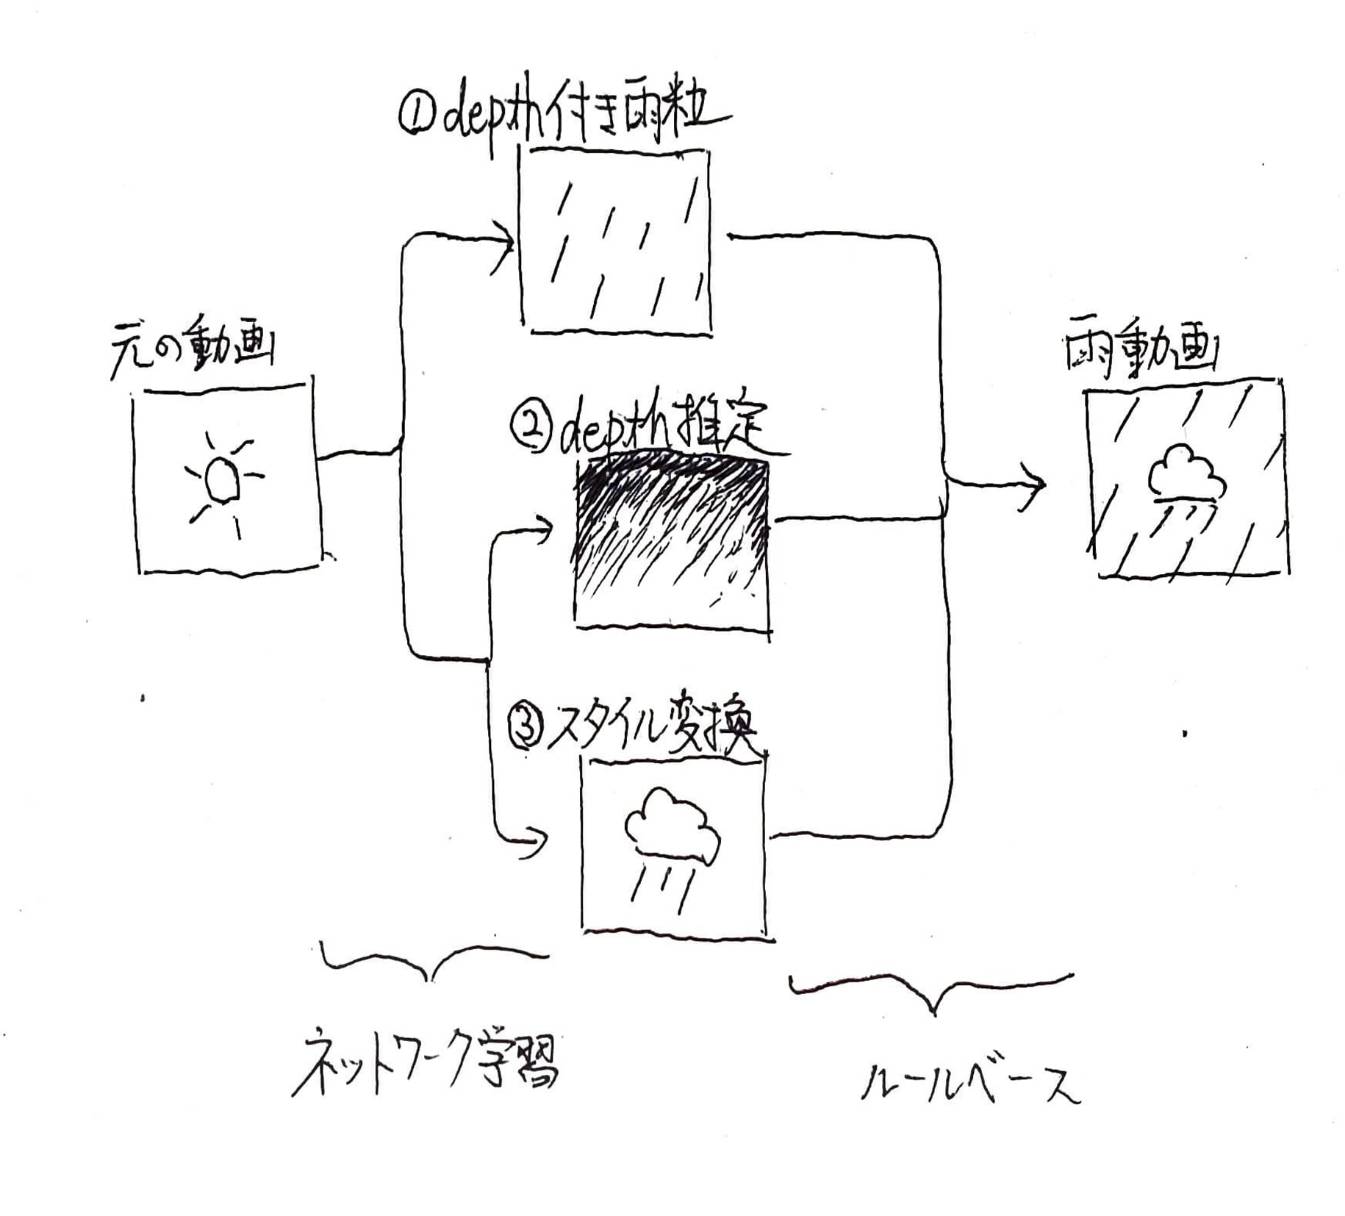 ①depth付き雨粒
元の動画
雨動画
②depth推定
③スタイル変換
ネットワーク学習
ルールベース